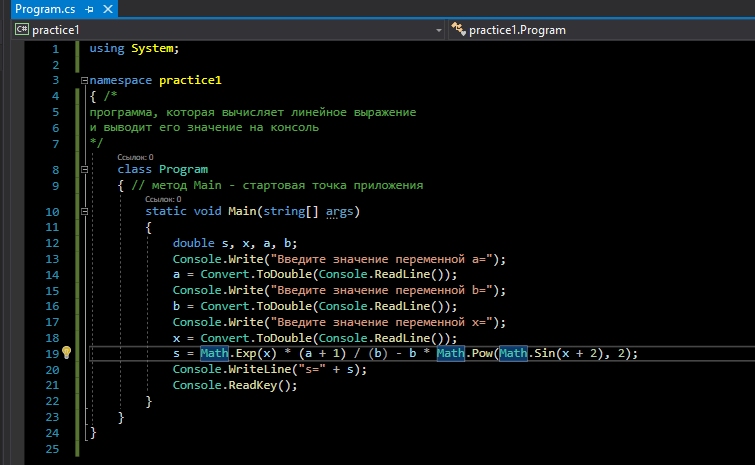 Program.cs
practice1 practice1.Program
1 using System;
2
3 namespace practice1
4 { /*
5 программа, которая вычисляет линейное выражение
6 и выводит его значение на консоль
7 */
Ссылок: 0
8 class Program
9 { // метод Main - стартовая точка приложения
Ссылок: 0
10 static void Main(string[] args)
11 {
12 double s, x, a, b;
13 Console.Write("Введите значение переменной a=");
14 a = Convert.ToDouble(Console.ReadLine());
15 Console.Write("Введите значение переменной b=");
16 b = Convert.ToDouble(Console.ReadLine());
17 Console.Write("Введите значение переменной x=");
18 x = Convert.ToDouble(Console.ReadLine());
19 s = Math.Exp(x) * (a + 1) / (b) - b * Math.Pow(Math.Sin(x + 2), 2);
20 Console.WriteLine("s=" + s);
21 Console.ReadKey();
22 }
23 }
24 }
25